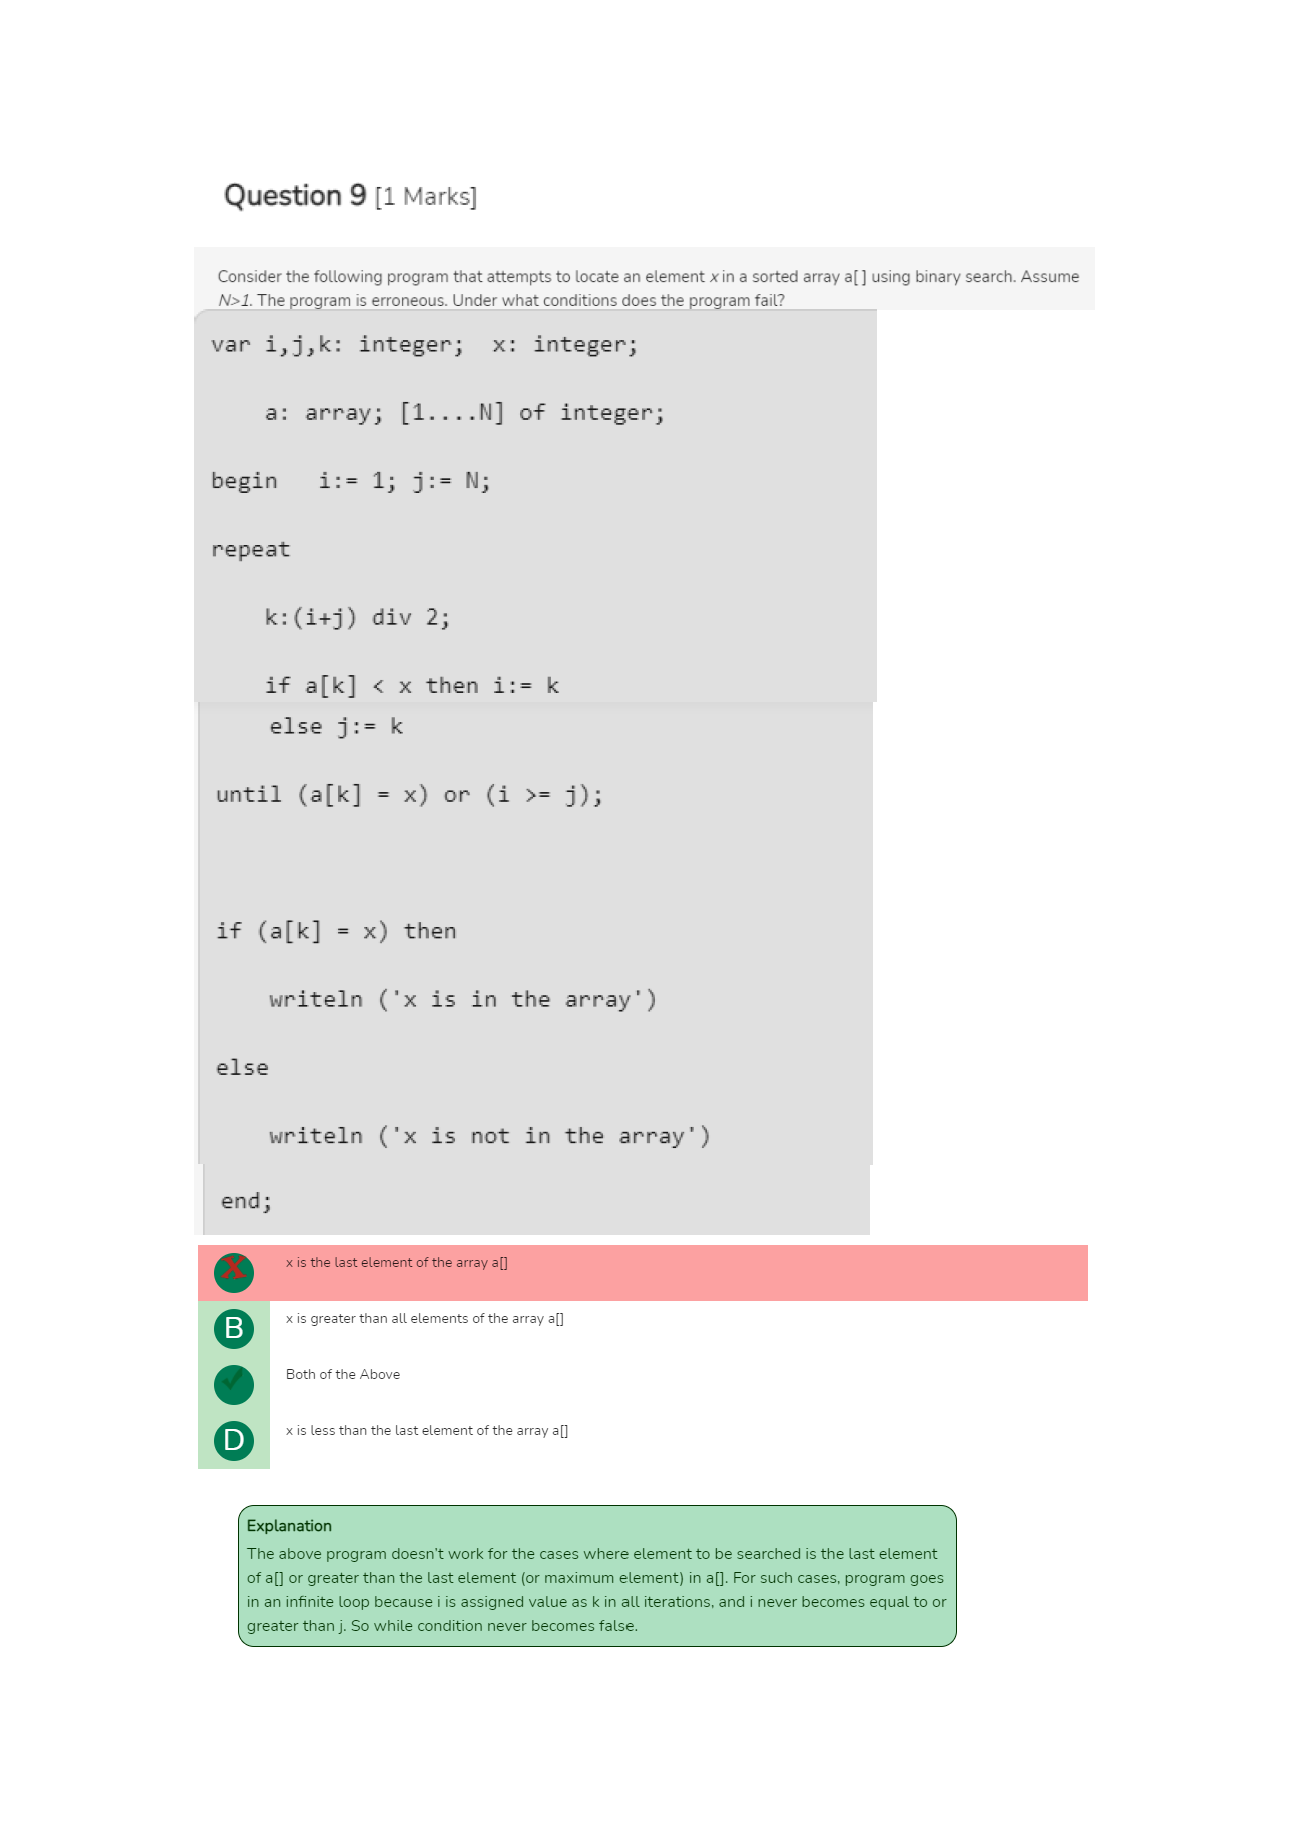 Question 9 [1 Marks]
Consider the following program that attempts to locate an element x in a sorted array a[ ] using binary search. Assume
N>1. The program is erroneous. Under what conditions does the program fail?
var i,j,k: integer;  x: integer;
a: array; [1....N] of integer;
begin   i:= 1; j:= N;
repeat
k:(i+j) div 2;
if a[k] < x then i:= k
else j:= k
until (a[k] = x) or (i >= j);
if (a[k] = x) then
writeln ('x is in the array')
else
writeln ('x is not in the array')
end;
X x is the last element of the array a[]
B x is greater than all elements of the array a[]
✓ Both of the Above
D x is less than the last element of the array a[]
Explanation
The above program doesn't work for the cases where element to be searched is the last element
of a[] or greater than the last element (or maximum element) in a[]. For such cases, program goes
in an infinite loop because i is assigned value as k in all iterations, and i never becomes equal to or
greater than j. So while condition never becomes false.